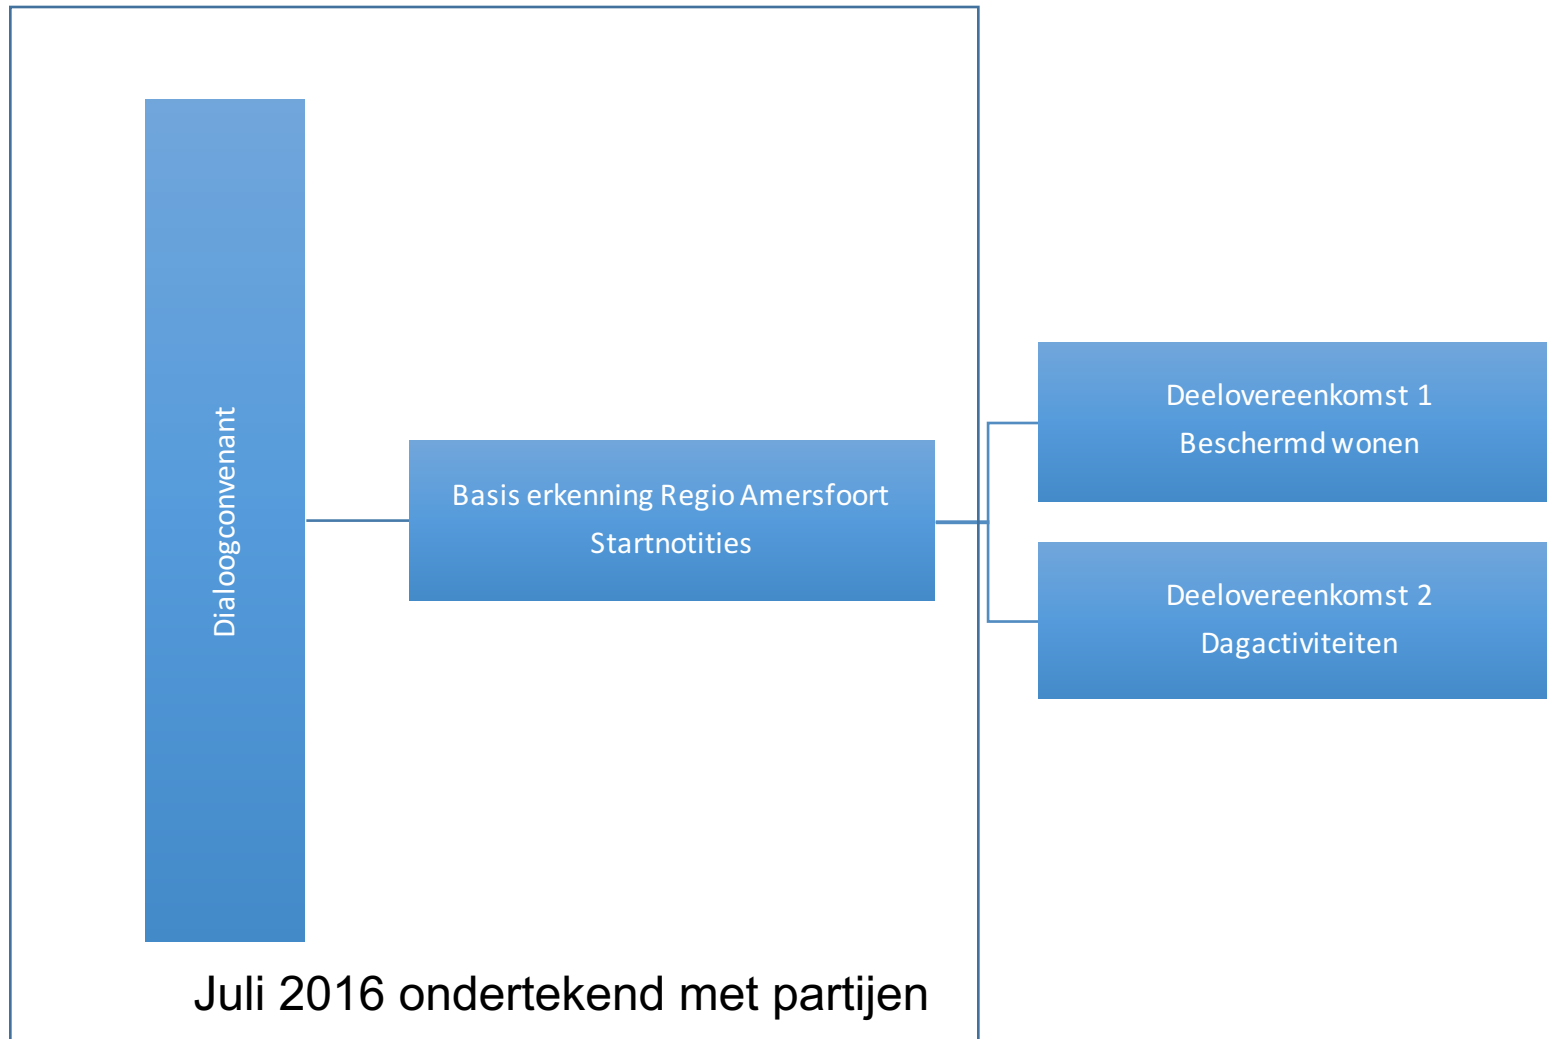 Dialoogconvenant
Basis erkenning Regio Amersfoort
Startnotities
Deelovereenkomst 1
Beschermd wonen
Deelovereenkomst 2
Dagactiviteiten
Juli 2016 ondertekend met partijen